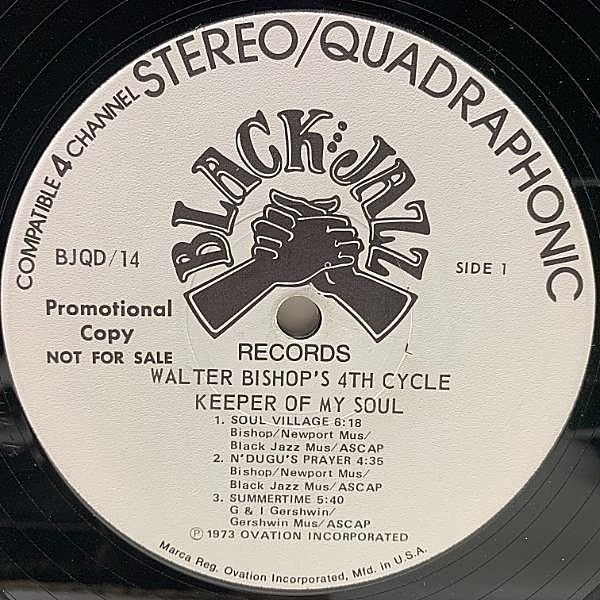 COMPATIBLE 4 CHANNEL STEREO/QUADRAPHONIC
BLACK JAZZ
BJQD/14
SIDE 1
Promotional
Copy
NOT FOR SALE
RECORDS
WALTER BISHOP'S 4TH CYCLE
KEEPER OF MY SOUL
1. SOUL VILLAGE 6:18
Bishop/Newport Mus/
Black Jazz Mus/ASCAP
2. N'DUGU'S PRAYER 4:35
Bishop/Newport Mus/
Black Jazz Mus/ASCAP
3. SUMMERTIME 5:40
G & I Gershwin/
Gershwin Mus/ASCAP
Ⓟ 1973 OVATION INCORPORATED
Marca Reg. Ovation Incorporated, Mfd. in U.S.A.